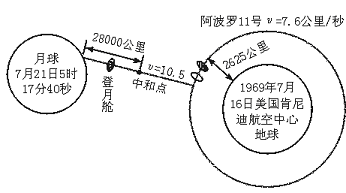 阿波罗11号 v=7.6公里/秒
28000公里
2625公里
月球
7月21日5时
17分40秒
登月舱
中和点
v=10.5
1969年7月
16日美国肯尼
迪航空中心
地球